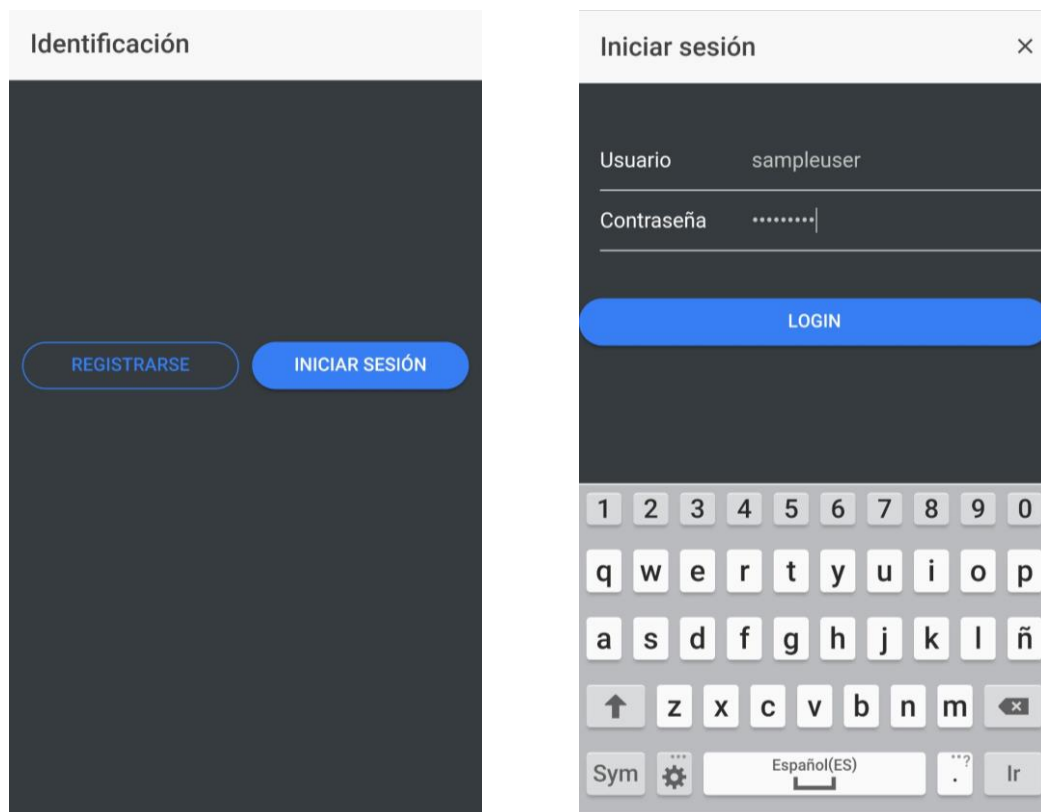 Identificación
REGISTRARSE INICIAR SESIÓN
Iniciar sesión ×
Usuario sampleuser
Contraseña •••••••••
LOGIN
1 2 3 4 5 6 7 8 9 0
q w e r t y u i o p
a s d f g h j k l ñ
z x c v b n m
Sym Español(ES) ...? . Ir